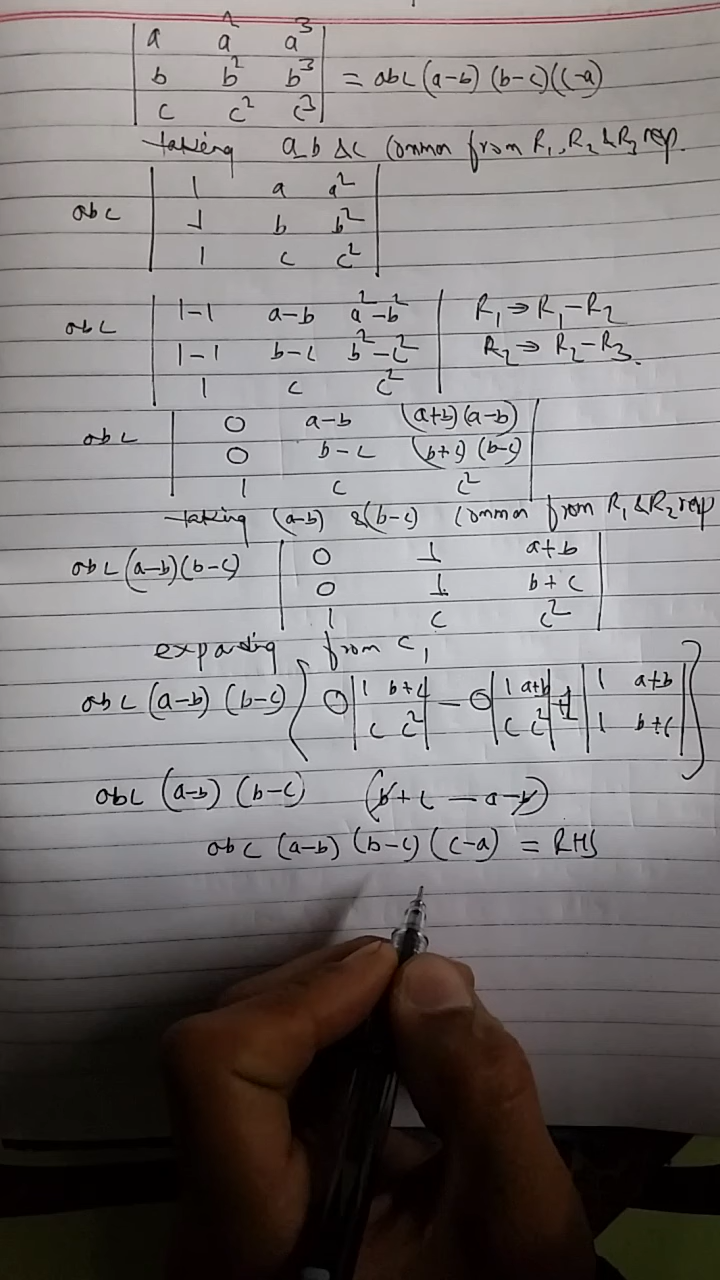 a a² a³
b b² b³ = abc (a-b) (b-c) (c-a)
c c² c³
taking a b & c common from R₁, R₂ & R₃ resp.
1 a a²
abc 1 b b²
1 c c²
1-1 a-b a²-b² R₁ ⇒ R₁-R₂
abc 1-1 b-c b²-c² R₂ ⇒ R₂-R₃.
1 c c²
0 a-b (a+b) (a-b)
abc 0 b-c (b+c) (b-c)
1 c c²
taking (a-b) & (b-c) common from R₁ & R₂ resp
abc (a-b) (b-c) 0 1 a+b
0 1 b+c
1 c c²
expanding from c₁
abc (a-b) (b-c) { 0 |1 b+c| - 0 |1 a+b| +1 |1 a+b| }
|c c²| |c c²| |1 b+c|
abc (a-b) (b-c) (b+c-a-b)
abc (a-b) (b-c) (c-a) = RHS